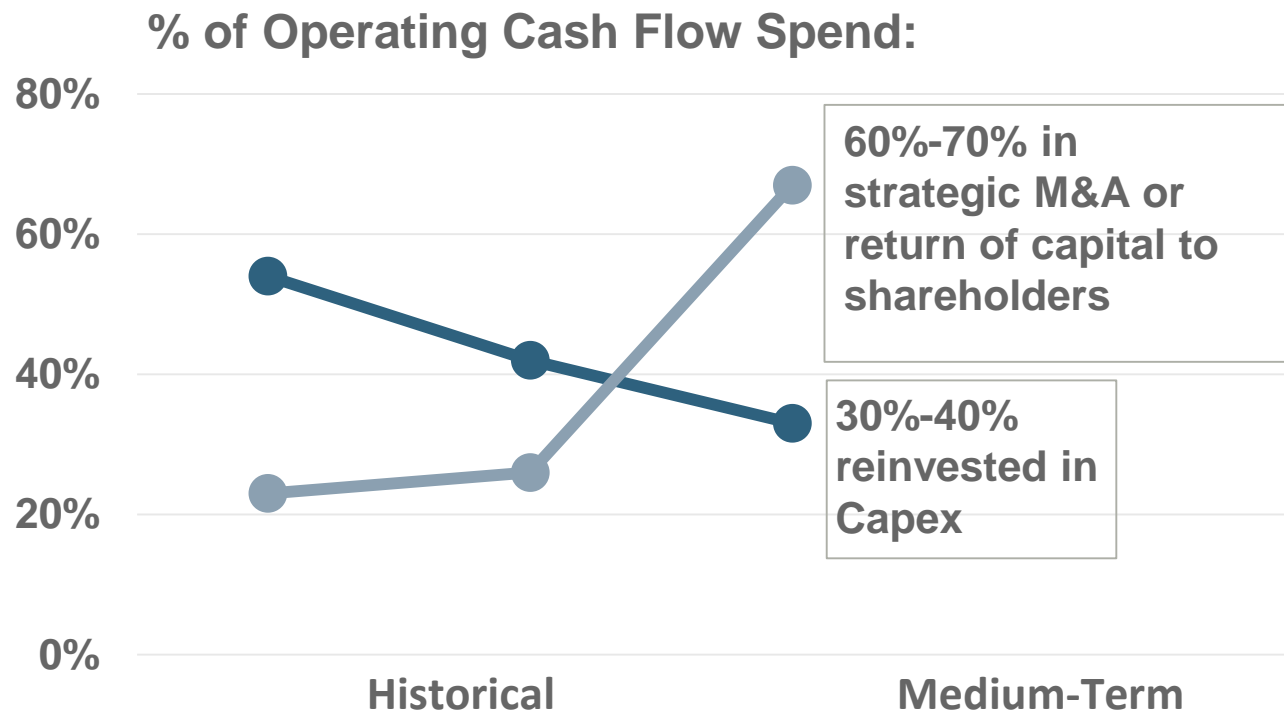 % of Operating Cash Flow Spend:
80%
60%
40%
20%
0%
60%-70% in
strategic M&A or
return of capital to
shareholders
30%-40%
reinvested in
Capex
Historical
Medium-Term